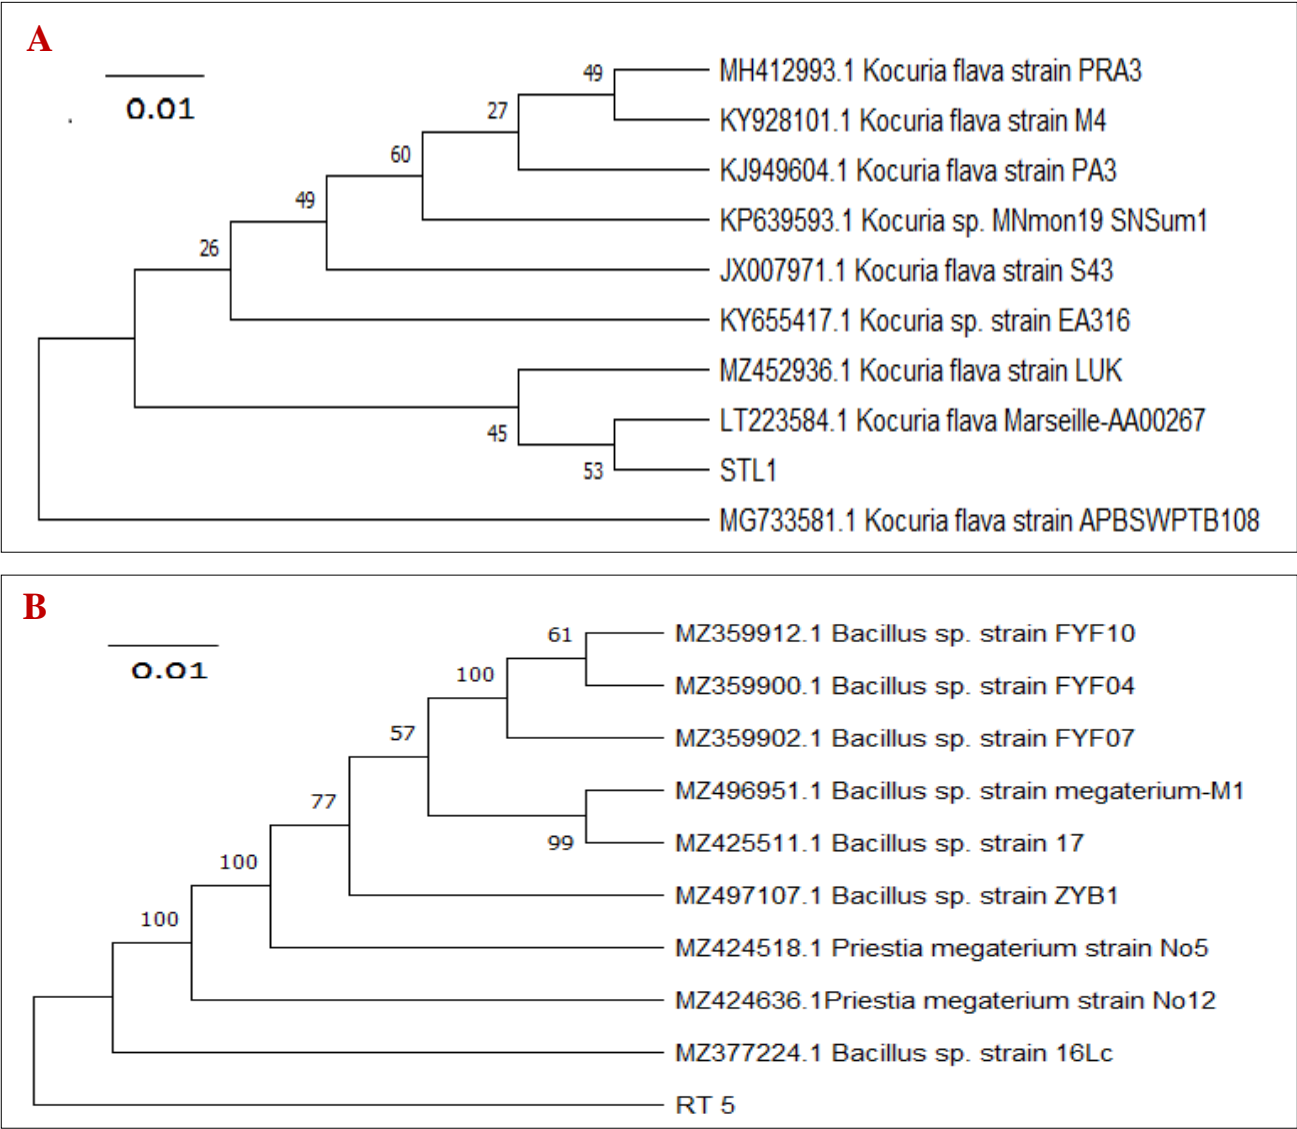 A
0.01
49
MH412993.1 Kocuria flava strain PRA3
27
KY928101.1 Kocuria flava strain M4
60
KJ949604.1 Kocuria flava strain PA3
49
KP639593.1 Kocuria sp. MNmon19 SNSum1
26
JX007971.1 Kocuria flava strain S43
KY655417.1 Kocuria sp. strain EA316
MZ452936.1 Kocuria flava strain LUK
45
LT223584.1 Kocuria flava Marseille-AA00267
53
STL1
MG733581.1 Kocuria flava strain APBSWPTB108
B
0.01
61
MZ359912.1 Bacillus sp. strain FYF10
100
MZ359900.1 Bacillus sp. strain FYF04
57
MZ359902.1 Bacillus sp. strain FYF07
77
MZ496951.1 Bacillus sp. strain megaterium-M1
99
MZ425511.1 Bacillus sp. strain 17
100
MZ497107.1 Bacillus sp. strain ZYB1
100
MZ424518.1 Priestia megaterium strain No5
MZ424636.1Priestia megaterium strain No12
MZ377224.1 Bacillus sp. strain 16Lc
RT 5